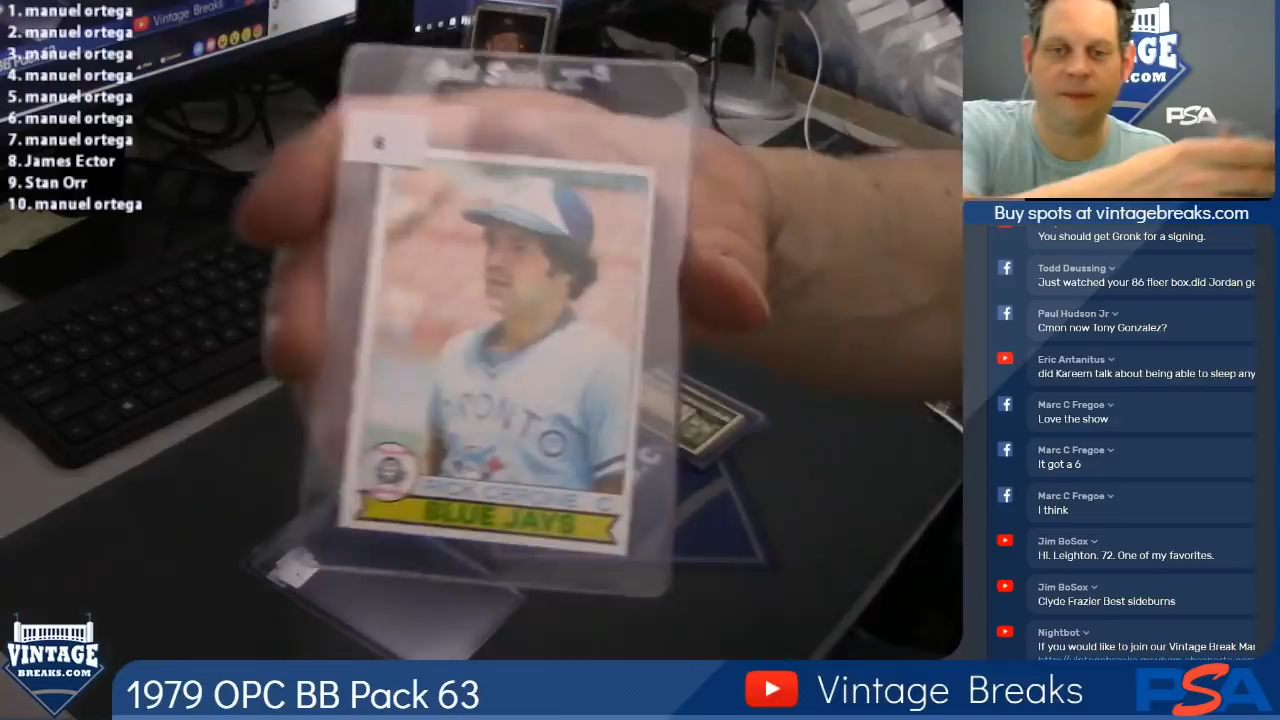 1. manuel ortega
2. manuel ortega
3. manuel ortega
4. manuel ortega
5. manuel ortega
6. manuel ortega
7. manuel ortega
8. James Ector
9. Stan Orr
10. manuel ortega
Vintage Breaks
TORONTO
C
BLUE JAYS
VINTAGE
BREAKS.COM
1979 OPC BB Pack 63
Vintage Breaks
PSA
PSA
Buy spots at vintagebreaks.com
You should get Gronk for a signing.
Todd Deussing
Just watched your 86 fleer box.did Jordan ge
Paul Hudson Jr
Cmon now Tony Gonzalez?
Eric Antanitus
did Kareem talk about being able to sleep any
Marc C Fregoe
Love the show
Marc C Fregoe
It got a 6
Marc C Fregoe
I think
Jim BoSox
Hi. Leighton. 72. One of my favorites.
Jim BoSox
Clyde Frazier Best sideburns
Nightbot
If you would like to join our Vintage Break Mar